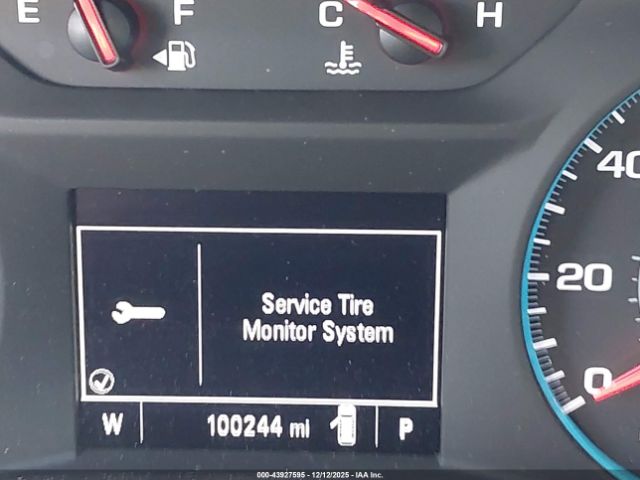 E F C H
40
20
0
Service Tire
Monitor System
W 100244 mi P
000-43927595 - 12/12/2025 - IAA Inc.